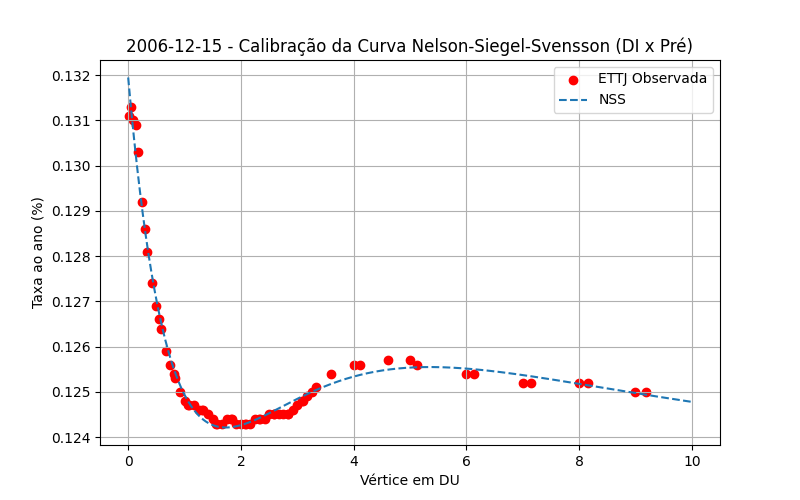 2006-12-15 - Calibração da Curva Nelson-Siegel-Svensson (DI x Pré)
ETTJ Observada
NSS
Taxa ao ano (%)
0.132
0.131
0.130
0.129
0.128
0.127
0.126
0.125
0.124
0 2 4 6 8 10
Vértice em DU